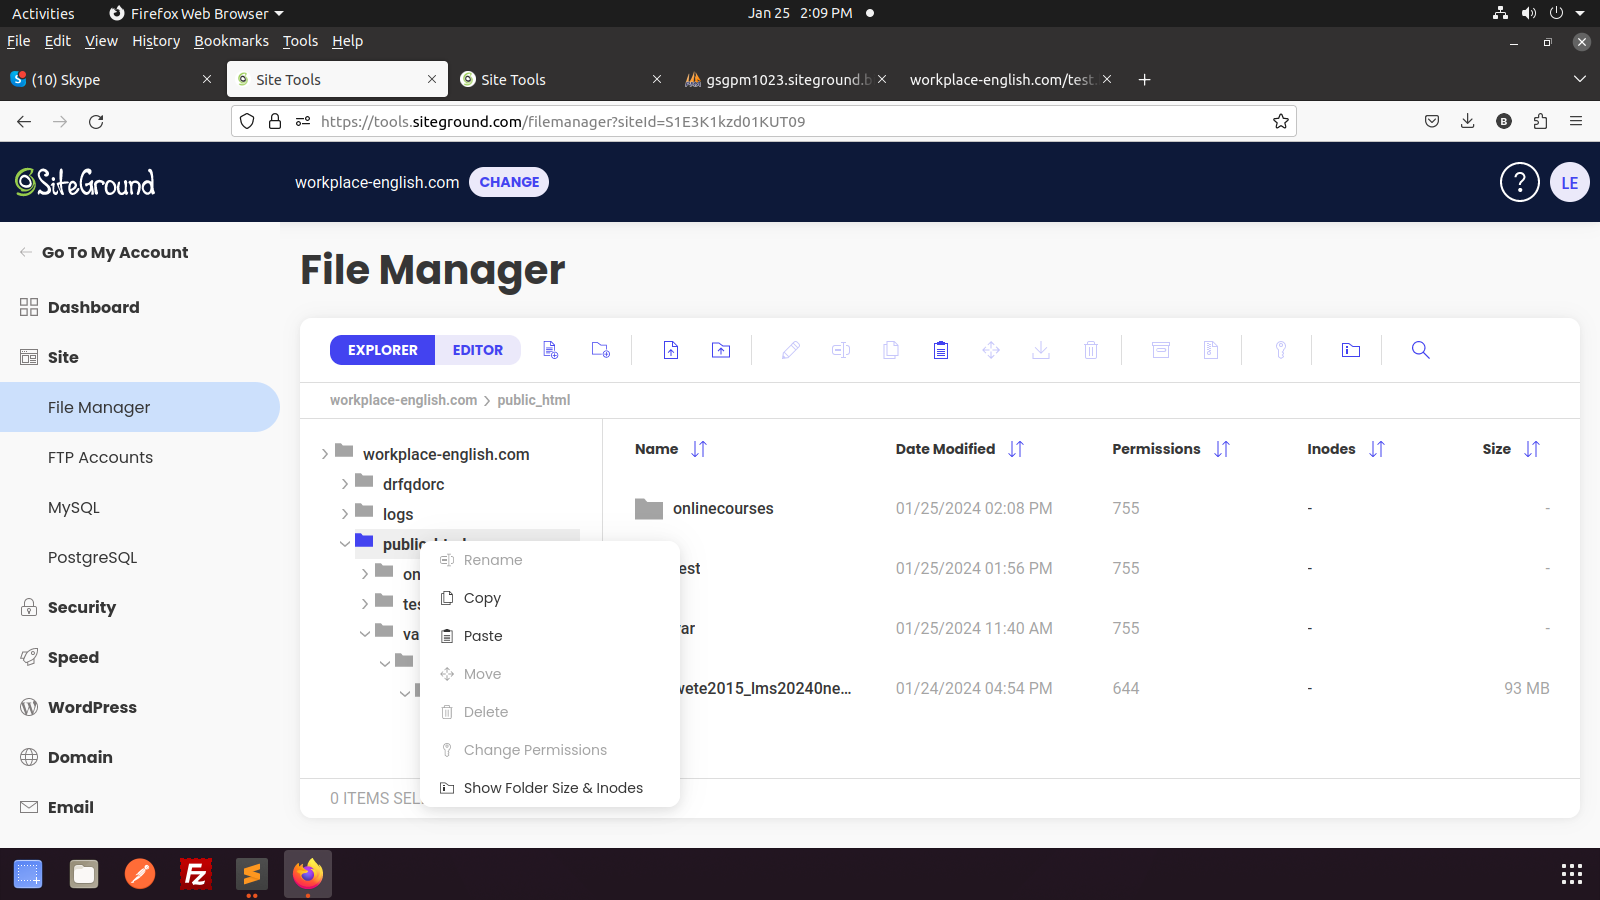 Activities Firefox Web Browser Jan 25 2:09 PM
File Edit View History Bookmarks Tools Help
(10) Skype Site Tools Site Tools gsgpm1023.siteground.b workplace-english.com/test.
https://tools.siteground.com/filemanager?siteId=S1E3K1kzd01KUT09 B
SiteGround workplace-english.com CHANGE ? LE
Go To My Account
File Manager
Dashboard
Site
EXPLORER EDITOR
File Manager
workplace-english.com public_html
FTP Accounts
MySQL
PostgreSQL
Security
Speed
WordPress
Domain
Email
workplace-english.com
drfqdorc
logs
public_html
on
tes
va
Name Date Modified Permissions Inodes Size
onlinecourses 01/25/2024 02:08 PM 755 - -
est 01/25/2024 01:56 PM 755 - -
ar 01/25/2024 11:40 AM 755 - -
wete2015_lms20240ne... 01/24/2024 04:54 PM 644 - 93 MB
Rename
Copy
Paste
Move
Delete
Change Permissions
Show Folder Size & Inodes
0 ITEMS SEL
Fz